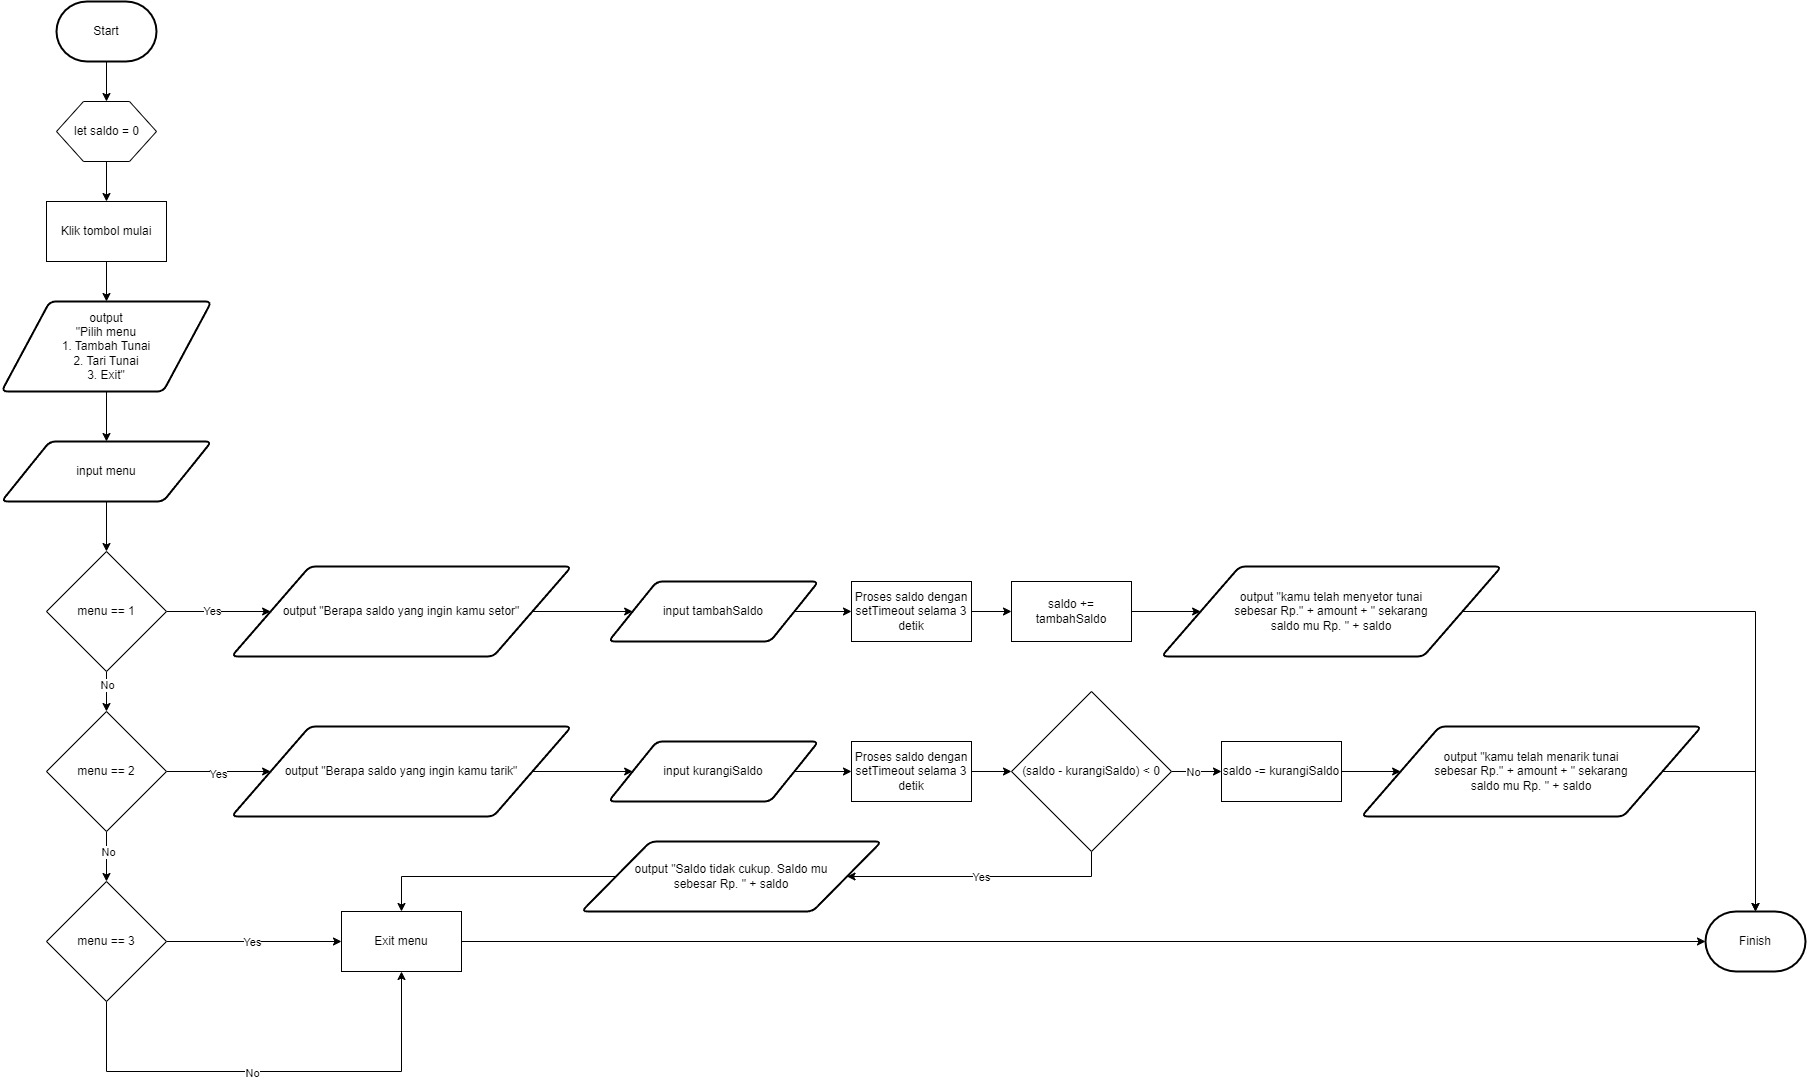 Start
let saldo = 0
Klik tombol mulai
output
"Pilih menu
1. Tambah Tunai
2. Tari Tunai
3. Exit"
input menu
menu == 1
Yes
output "Berapa saldo yang ingin kamu setor"
input tambahSaldo
Proses saldo dengan
setTimeout selama 3
detik
saldo +=
tambahSaldo
output "kamu telah menyetor tunai
sebesar Rp." + amount + " sekarang
saldo mu Rp. " + saldo
No
menu == 2
Yes
output "Berapa saldo yang ingin kamu tarik"
input kurangiSaldo
Proses saldo dengan
setTimeout selama 3
detik
(saldo - kurangiSaldo) < 0
No
saldo -= kurangiSaldo
output "kamu telah menarik tunai
sebesar Rp." + amount + " sekarang
saldo mu Rp. " + saldo
No
output "Saldo tidak cukup. Saldo mu
sebesar Rp. " + saldo
Yes
menu == 3
Yes
Exit menu
Finish
No